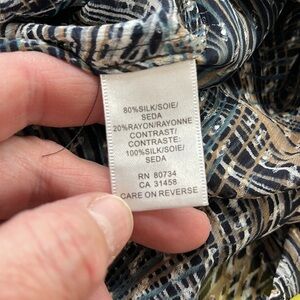 80%SILK/SOIE/
SEDA
20%RAYON/RAYONNE
CONTRAST/
CONTRASTE:
100%SILK/SOIE/
SEDA
RN 80734
CA 31458
CARE ON REVERSE